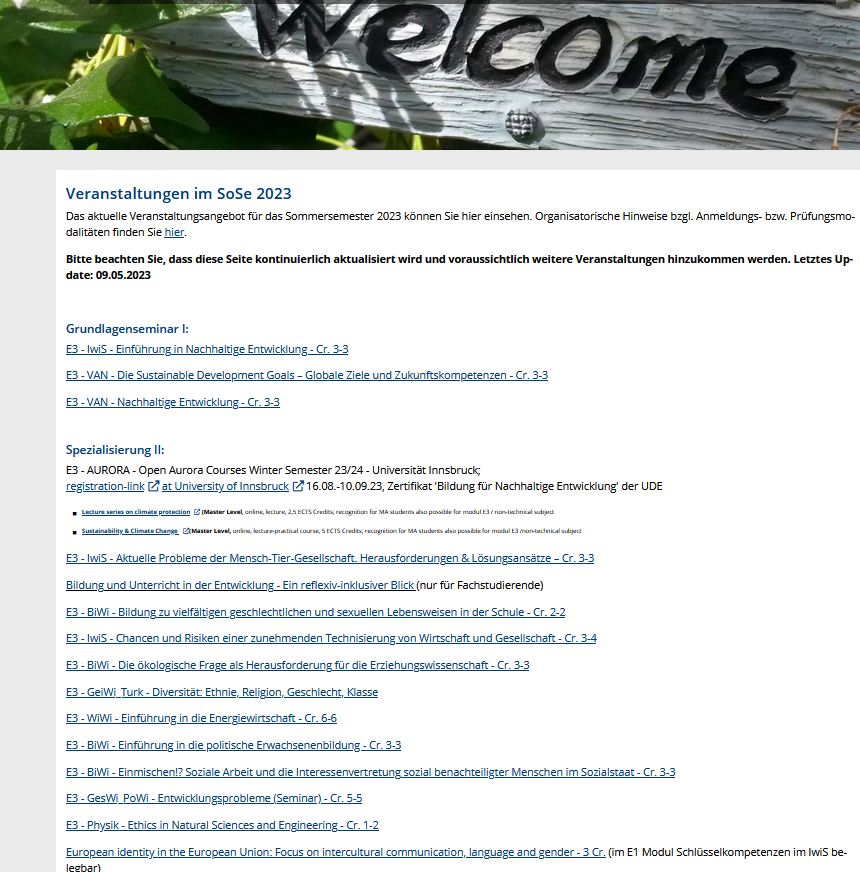 Welcome
Veranstaltungen im SoSe 2023
Das aktuelle Veranstaltungsangebot für das Sommersemester 2023 können Sie hier einsehen. Organisatorische Hinweise bzgl. Anmeldungs- bzw. Prüfungsmo-
dalitäten finden Sie hier.
Bitte beachten Sie, dass diese Seite kontinuierlich aktualisiert wird und voraussichtlich weitere Veranstaltungen hinzukommen werden. Letztes Up-
date: 09.05.2023
Grundlagenseminar I:
E3 - IwiS - Einführung in Nachhaltige Entwicklung - Cr. 3-3
E3 - VAN - Die Sustainable Development Goals – Globale Ziele und Zukunftskompetenzen - Cr. 3-3
E3 - VAN - Nachhaltige Entwicklung - Cr. 3-3
Spezialisierung II:
E3 - AURORA - Open Aurora Courses Winter Semester 23/24 - Universität Innsbruck;
registration-link at University of Innsbruck 16.08.-10.09.23, Zertifikat 'Bildung für Nachhaltige Entwicklung' der UDE
Lecture series on climate protection (Master Level, online, lecture, 2,5 ECTS Credits; recognition for MA students also possible for modul E3 / non-technical subject
Sustainability & Climate Change (Master Level, online, lecture-practical course, 5 ECTS Credits; recognition for MA students also possible for modul E3 /non-technical subject
E3 - IwiS - Aktuelle Probleme der Mensch-Tier-Gesellschaft. Herausforderungen & Lösungsansätze – Cr. 3-3
Bildung und Unterricht in der Entwicklung - Ein reflexiv-inklusiver Blick (nur für Fachstudierende)
E3 - BiWi - Bildung zu vielfältigen geschlechtlichen und sexuellen Lebensweisen in der Schule - Cr. 2-2
E3 - IwiS - Chancen und Risiken einer zunehmenden Technisierung von Wirtschaft und Gesellschaft - Cr. 3-4
E3 - BiWi - Die ökologische Frage als Herausforderung für die Erziehungswissenschaft - Cr. 3-3
E3 - GeiWi_Turk - Diversität: Ethnie, Religion, Geschlecht, Klasse
E3 - WiWi - Einführung in die Energiewirtschaft - Cr. 6-6
E3 - BiWi - Einführung in die politische Erwachsenenbildung - Cr. 3-3
E3 - BiWi - Einmischen!? Soziale Arbeit und die Interessenvertretung sozial benachteiligter Menschen im Sozialstaat - Cr. 3-3
E3 - GesWi_PoWi - Entwicklungsprobleme (Seminar) - Cr. 5-5
E3 - Physik - Ethics in Natural Sciences and Engineering - Cr. 1-2
European identity in the European Union: Focus on intercultural communication, language and gender - 3 Cr. (im E1 Modul Schlüsselkompetenzen im IwiS be-
legbar)